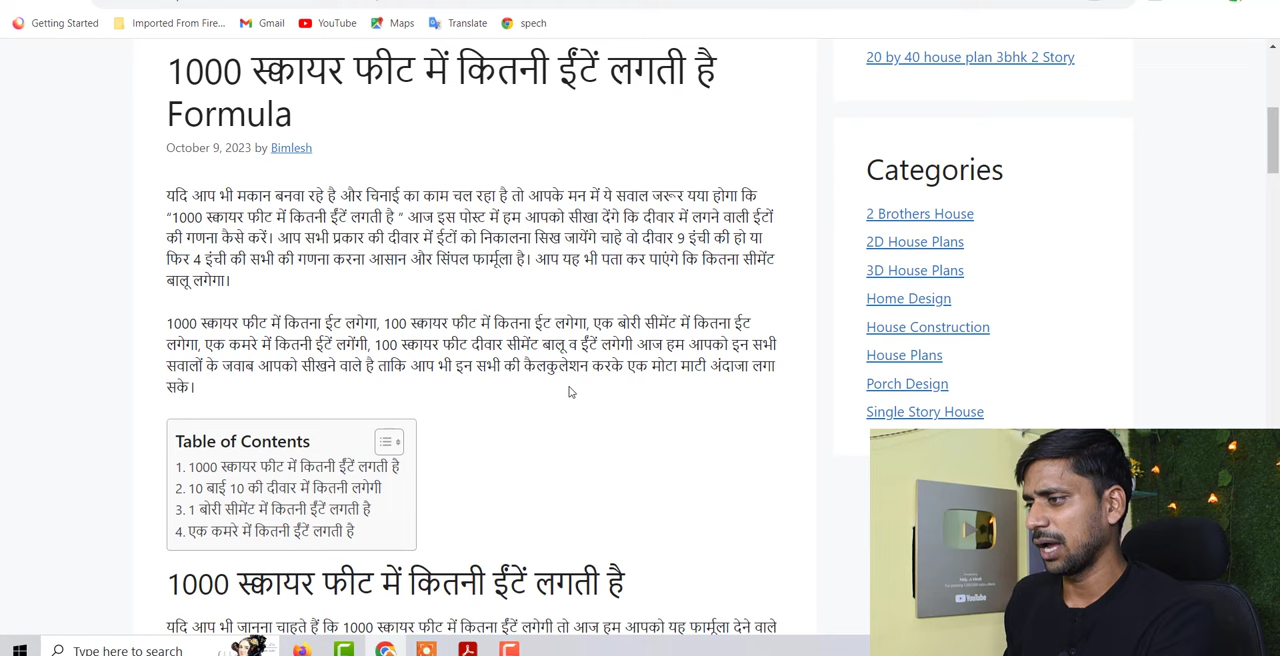 Getting Started
Imported From Fire...
Gmail
YouTube
Maps
Translate
spech
1000 स्क्वायर फीट में कितनी ईंटें लगती है
Formula
October 9, 2023 by Bimlesh
यदि आप भी मकान बनवा रहे है और चिनाई का काम चल रहा है तो आपके मन में ये सवाल जरूर यया होगा कि
“1000 स्क्वायर फीट में कितनी ईंटें लगती है “ आज इस पोस्ट में हम आपको सीखा देंगे कि दीवार में लगने वाली ईटों
को गणना कैसे करें। आप सभी प्रकार की दीवार में ईटों को निकालना सिख जायेंगे चाहे वो दीवार 9 इंची की हो या
फिर 4 इंची की सभी की गणना करना आसान और सिंपल फार्मूला है। आप यह भी पता कर पाएंगे कि कितना सीमेंट
बालू लगेगा।
1000 स्क्वायर फीट में कितना ईट लगेगा, 100 स्क्वायर फीट में कितना ईट लगेगा, एक बोरी सीमेंट में कितना ईट
लगेगा, एक कमरे में कितनी ईटें लगेंगी, 100 स्क्वायर फीट दीवार सीमेंट बालू व ईंटें लगेगी आज हम आपको इन सभी
सवालों के जवाब आपको सीखने वाले है ताकि आप भी इन सभी की कैलकुलेशन करके एक मोटा माटी अंदाजा लगा
सके।
Table of Contents
1. 1000 स्क्वायर फीट में कितनी ईंटें लगती है
2. 10 बाई 10 की दीवार में कितनी लगेगी
3. 1 बोरी सीमेंट में कितनी ईंटें लगती है
4. एक कमरे में कितनी ईंटें लगती है
1000 स्क्वायर फीट में कितनी ईंटें लगती है
यदि आप भी जानना चाहते हैं कि 1000 स्क्वायर फीट में कितनी ईंटें लगेगी तो आज हम आपको यह फार्मूला देने वाले
20 by 40 house plan 3bhk 2 Story
Categories
2 Brothers House
2D House Plans
3D House Plans
Home Design
House Construction
House Plans
Porch Design
Single Story House
YouTube
Type here to search